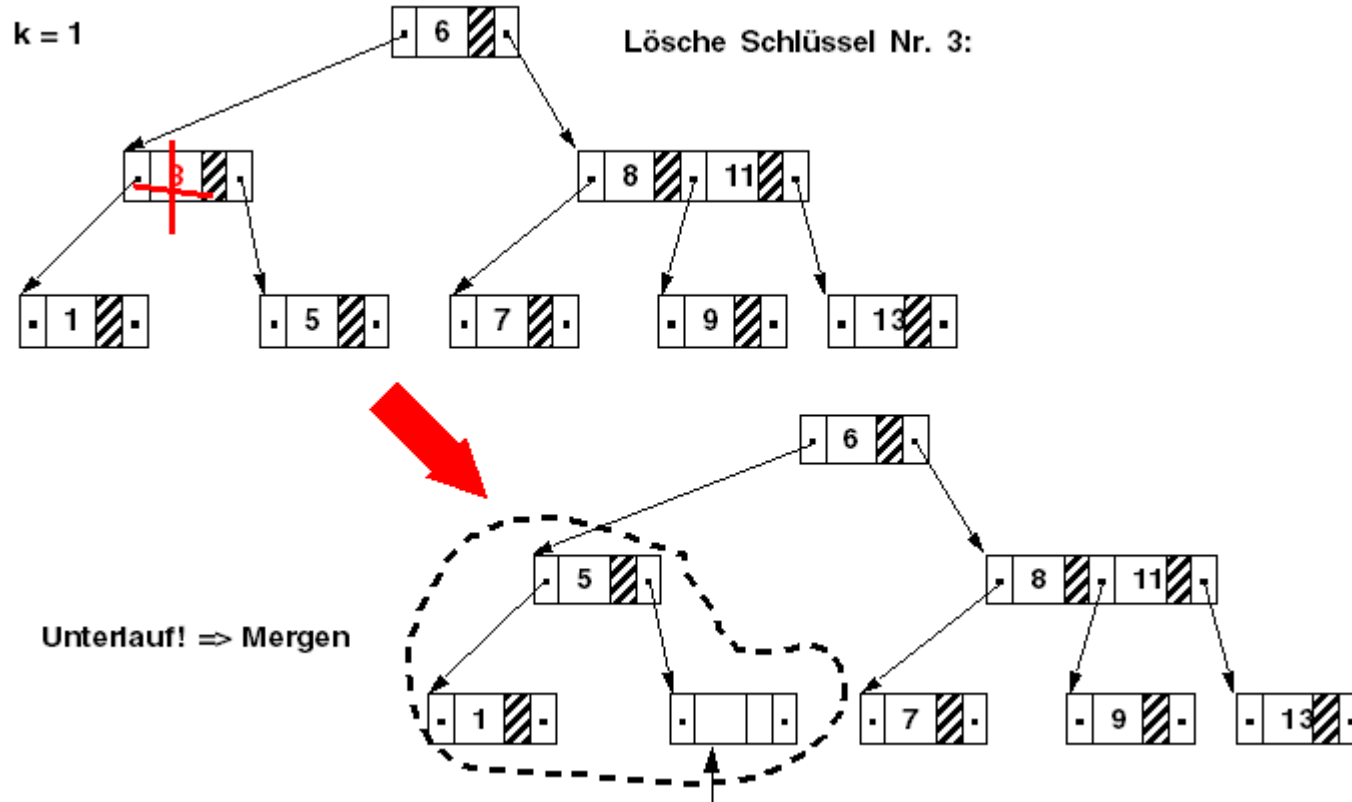 k = 1
6
Lösche Schlüssel Nr. 3:
3
8 11
1 5 7 9 13
6
5
8 11
Unterlauf! => Mergen
1 7 9 13